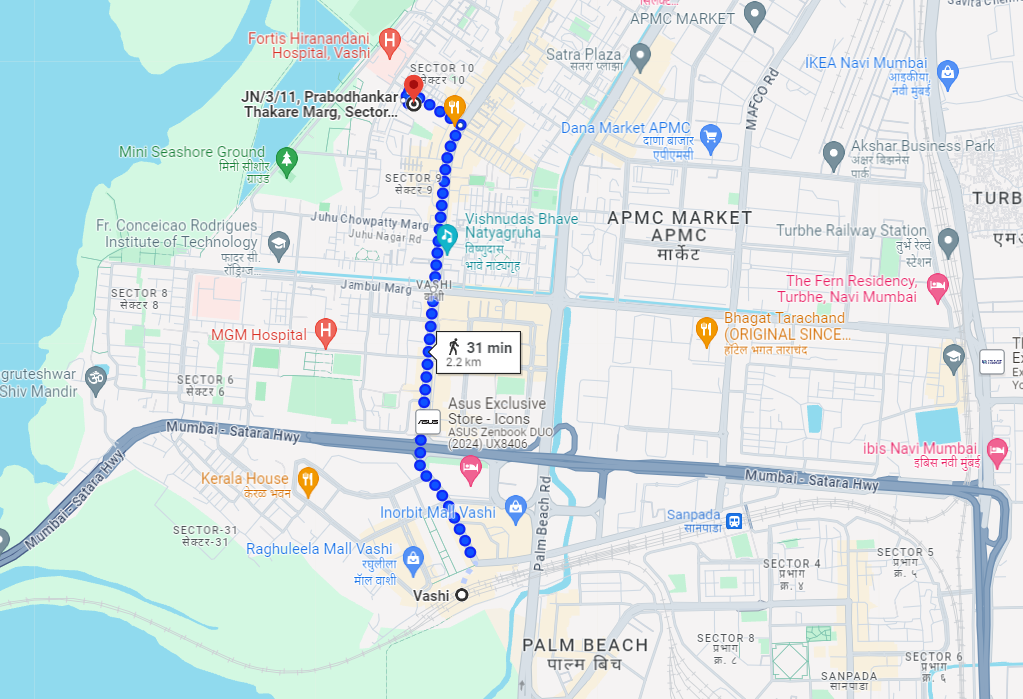 APMC MARKET
Fortis Hiranandani
Hospital, Vashi
Satra Plaza
सतरा प्लाझा
SECTOR 10
सेक्टर 10
IKEA Navi Mumbai
आइकीया,
नवी मुंबई
MAFCO Rd
JN/3/11, Prabodhankar
Thakare Marg, Sector...
Dana Market APMC
दाणा बाजार
एपीएमसी
Mini Seashore Ground
मिनी सीशोर
ग्राउंड
Akshar Business Park
अक्षर बिझनेस
पार्क
SECTOR 9
सेक्टर 9
TURB
Juhu Chowpatty Marg
Juhu Nagar Rd
Vishnudas Bhave
Natyagruha
विष्णुदास
भावे नाट्यगृह
APMC MARKET
APMC
मार्केट
Fr. Conceicao Rodrigues
Institute of Technology
फादर सी.
रॉड्रिग्ज
Turbhe Railway Station
तुर्भे रेल्वे
स्टेशन
VASHI
वाशी
Jambul Marg
SECTOR 8
सेक्टर 8
The Fern Residency,
Turbhe, Navi Mumbai
MGM Hospital
Bhagat Tarachand
(ORIGINAL SINCE...
हॉटेल भगत ताराचंद
31 min
2.2 km
gruteshwar
Shiv Mandir
SECTOR 6
सेक्टर 6
ASUS
Asus Exclusive
Store - Icons
ASUS Zenbook DUO
(2024) UX8406
Mumbai - Satara Hwy
Mumbai - Satara Hwy
Mumbai - Satara Hwy
ibis Navi Mumbai
इबिस नवी मुंबई
Kerala House
केरळ भवन
Inorbit Mall Vashi
Palm Beach Rd
Sanpada
सानपाडा
SECTOR-31
सेक्टर-31
Raghuleela Mall Vashi
रघुलीला
मॉल वाशी
SECTOR 5
प्रभाग
क्र. ५
SECTOR 4
प्रभाग
क्र. ४
Vashi
PALM BEACH
पाल्म बिच
SECTOR 8
प्रभाग
क्र. ८
SECTOR 6
प्रभाग
क्र. ६
SANPADA
सानपाडा